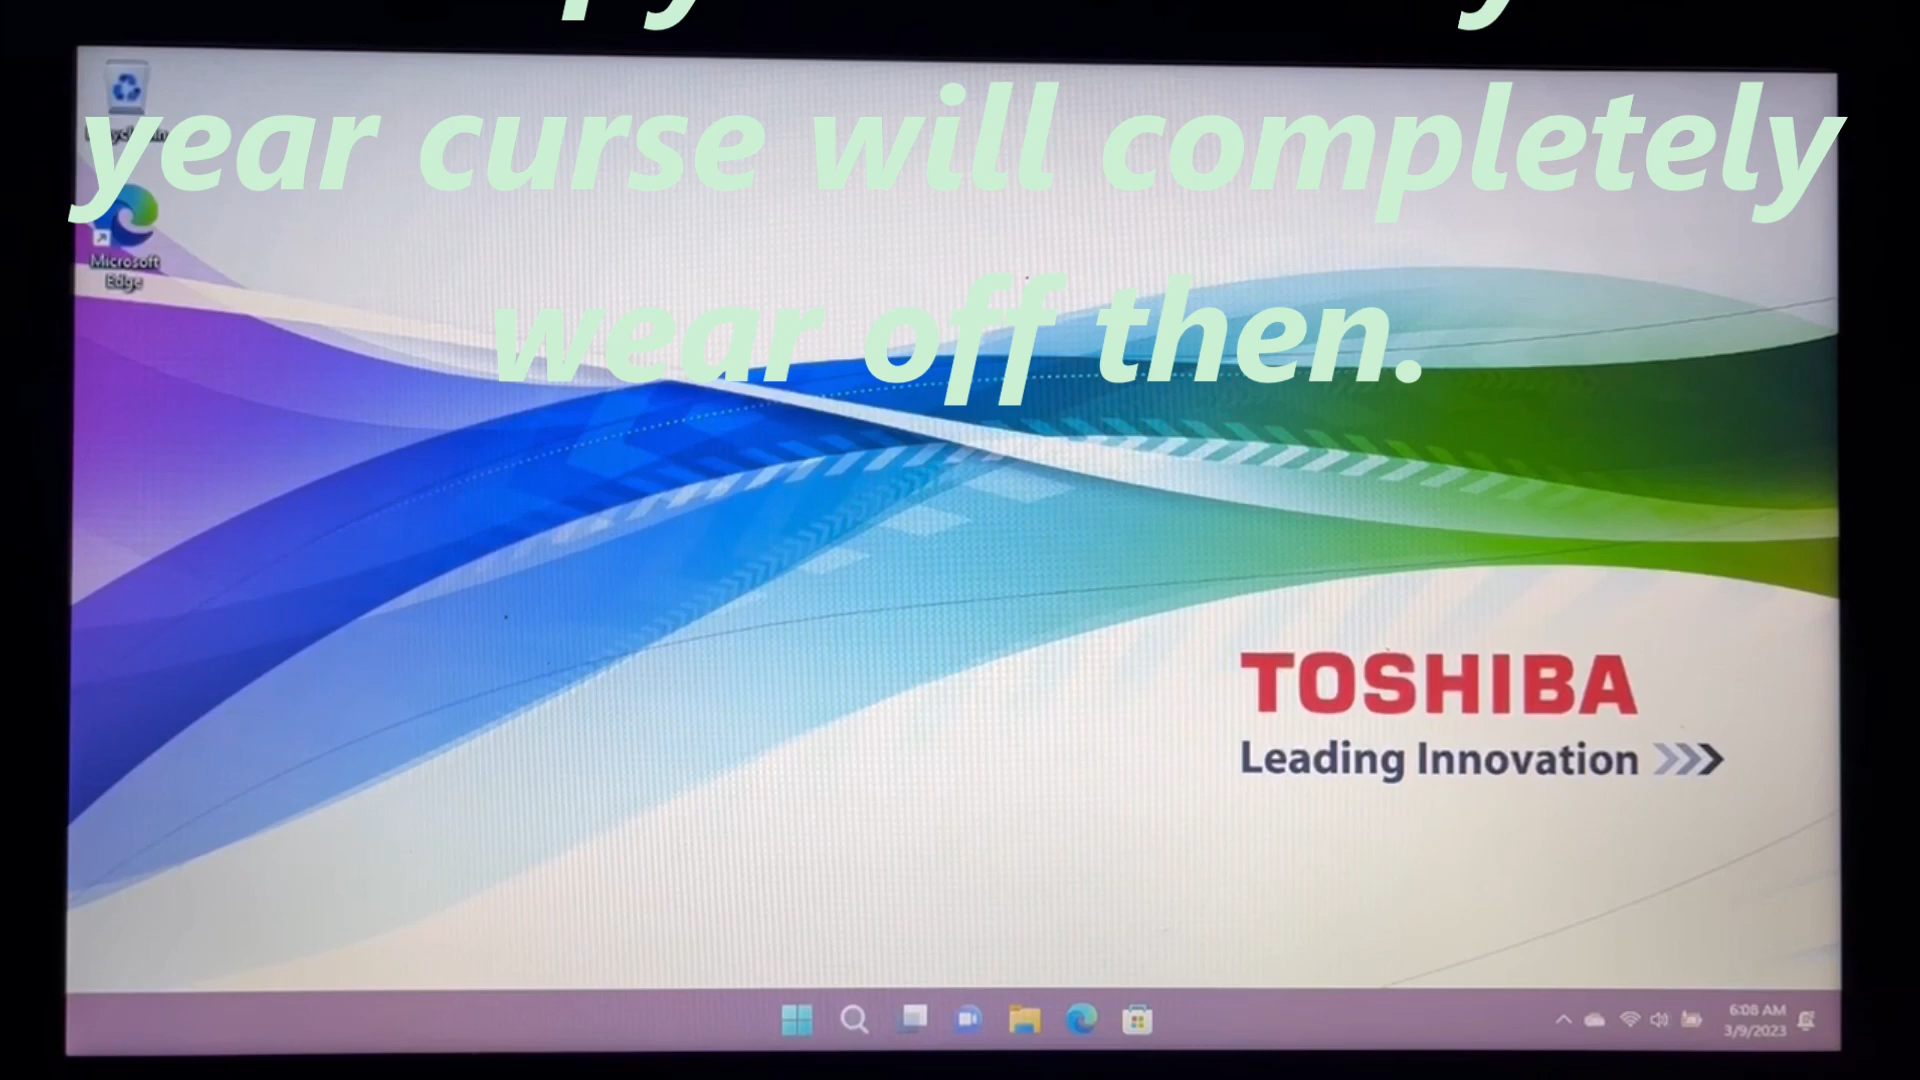 year curse will completely
wear off then.
Microsoft
Edge
TOSHIBA
Leading Innovation
6:08 AM
3/9/2023